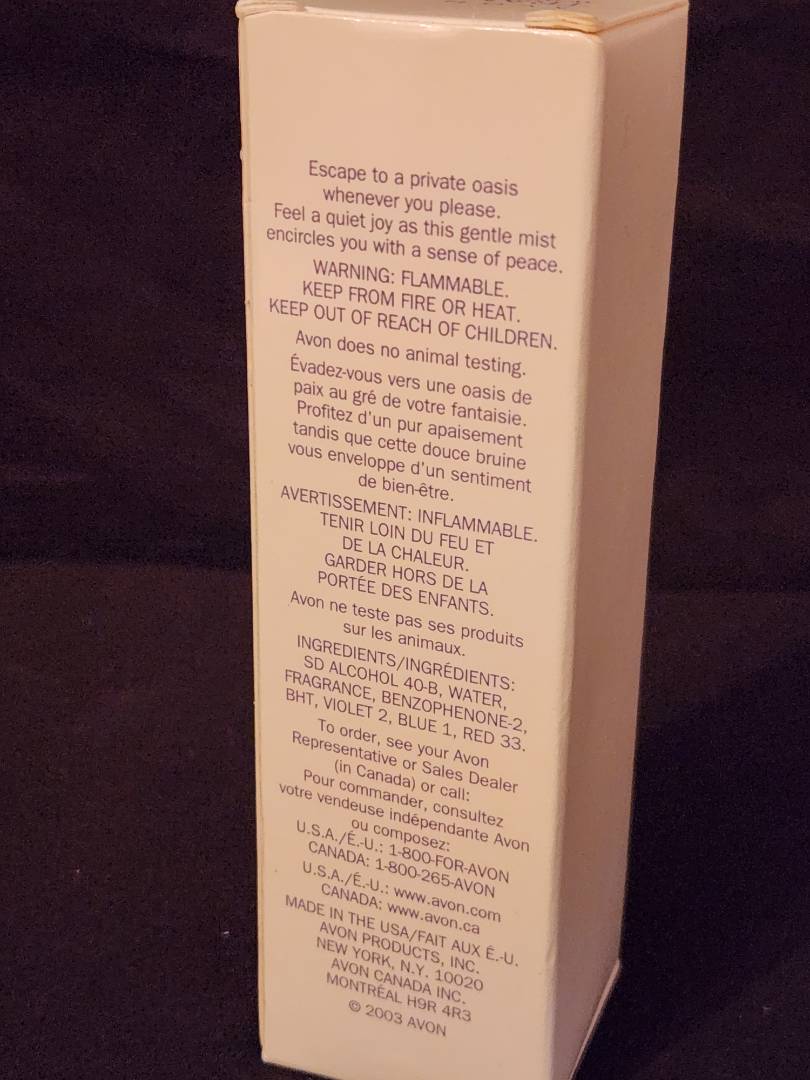 Escape to a private oasis
whenever you please.
Feel a quiet joy as this gentle mist
encircles you with a sense of peace.
WARNING: FLAMMABLE.
KEEP FROM FIRE OR HEAT.
KEEP OUT OF REACH OF CHILDREN.
Avon does no animal testing.
Évadez-vous vers une oasis de
paix au gré de votre fantaisie.
Profitez d'un pur apaisement
tandis que cette douce bruine
vous enveloppe d'un sentiment
de bien-être.
AVERTISSEMENT: INFLAMMABLE.
TENIR LOIN DU FEU ET
DE LA CHALEUR.
GARDER HORS DE LA
PORTÉE DES ENFANTS.
Avon ne teste pas ses produits
sur les animaux.
INGREDIENTS/INGRÉDIENTS:
SD ALCOHOL 40-B, WATER,
FRAGRANCE, BENZOPHENONE-2,
BHT, VIOLET 2, BLUE 1, RED 33.
To order, see your Avon
Representative or Sales Dealer
(in Canada) or call:
Pour commander, consultez
votre vendeuse indépendante Avon
ou composez:
U.S.A./É.-U.: 1-800-FOR-AVON
CANADA: 1-800-265-AVON
U.S.A./É.-U.: www.avon.com
CANADA: www.avon.ca
MADE IN THE USA/FAIT AUX É.-U.
AVON PRODUCTS, INC.
NEW YORK, N.Y. 10020
AVON CANADA INC.
MONTRÉAL H9R 4R3
© 2003 AVON